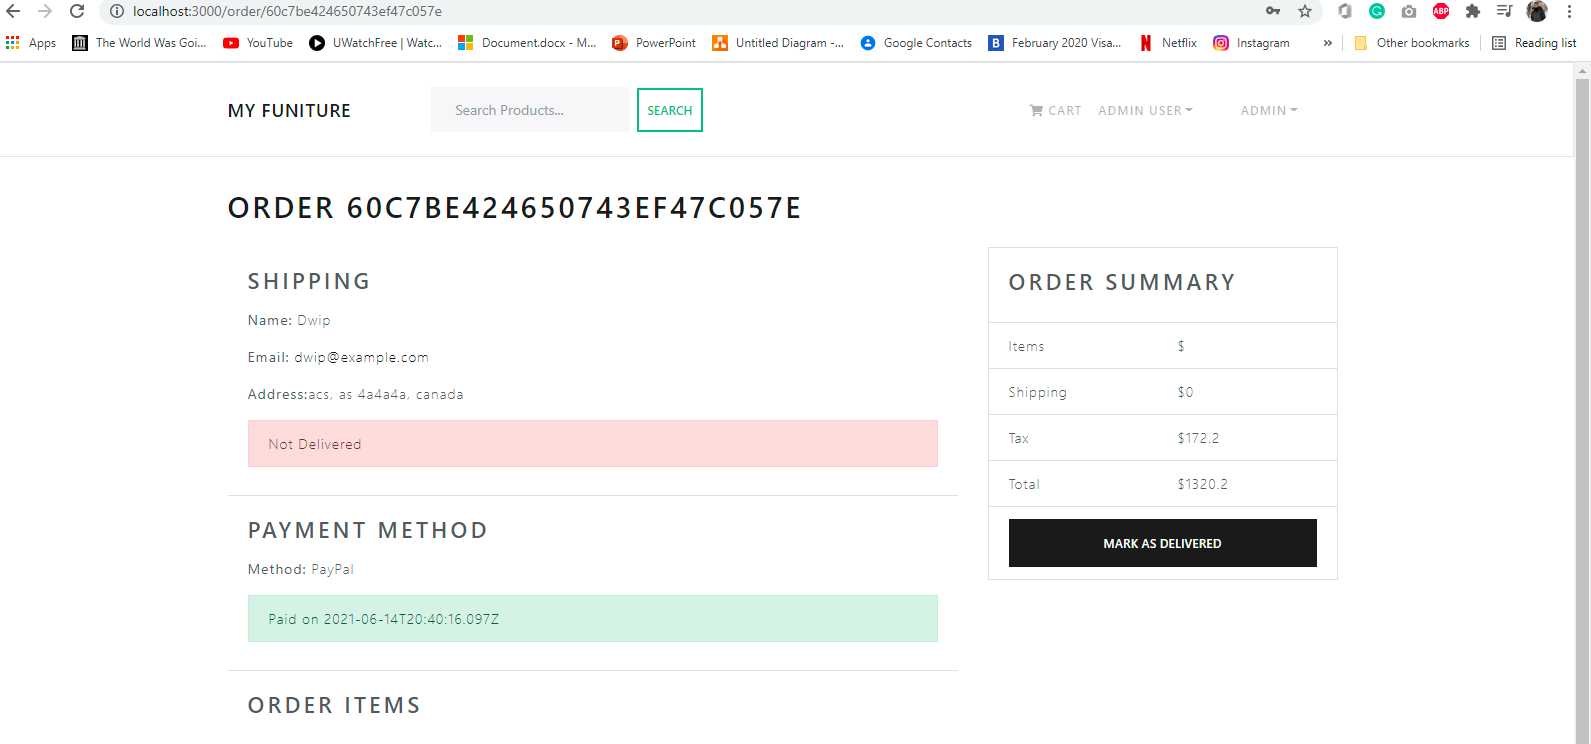 localhost:3000/order/60c7be424650743ef47c057e
ABP
Apps The World Was Goi... YouTube UWatchFree | Watc... Document.docx - M... PowerPoint Untitled Diagram -... Google Contacts February 2020 Visa... Netflix Instagram » Other bookmarks Reading list
MY FUNITURE Search Products... SEARCH CART ADMIN USER ADMIN
ORDER 60C7BE424650743EF47C057E
SHIPPING
Name: Dwip
Email: dwip@example.com
Address:acs, as 4a4a4a, canada
Not Delivered
PAYMENT METHOD
Method: PayPal
Paid on 2021-06-14T20:40:16.097Z
ORDER ITEMS
ORDER SUMMARY
Items $
Shipping $0
Tax $172.2
Total $1320.2
MARK AS DELIVERED